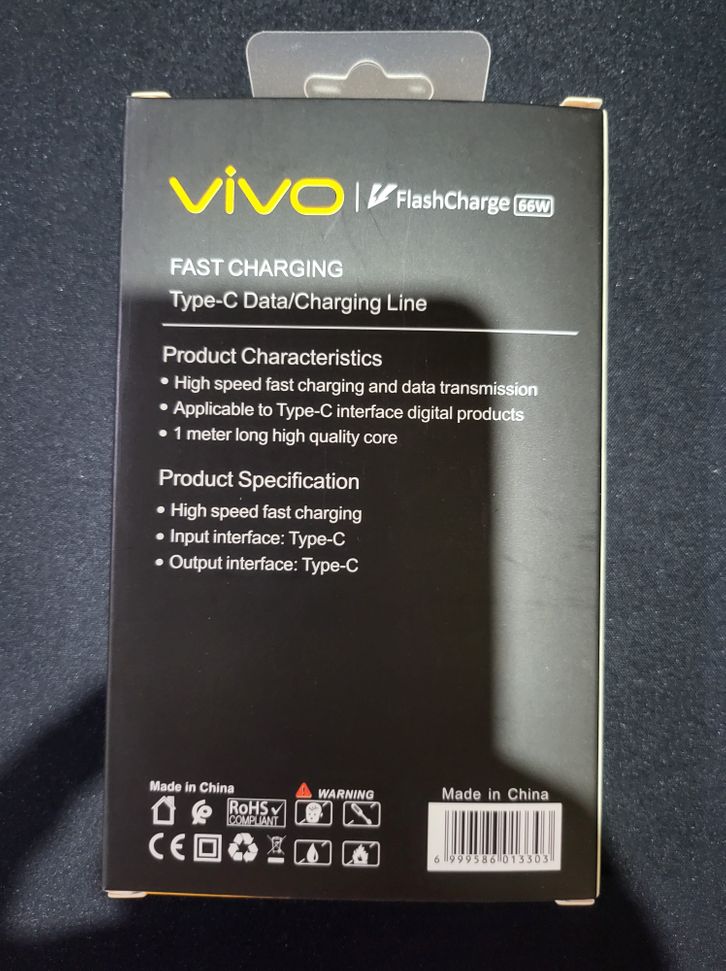 vivo | FlashCharge 66W
FAST CHARGING
Type-C Data/Charging Line
Product Characteristics
• High speed fast charging and data transmission
• Applicable to Type-C interface digital products
• 1 meter long high quality core
Product Specification
• High speed fast charging
• Input interface: Type-C
• Output interface: Type-C
Made in China
WARNING
RoHS
COMPLIANT
CE
Made in China
6 999586 013303